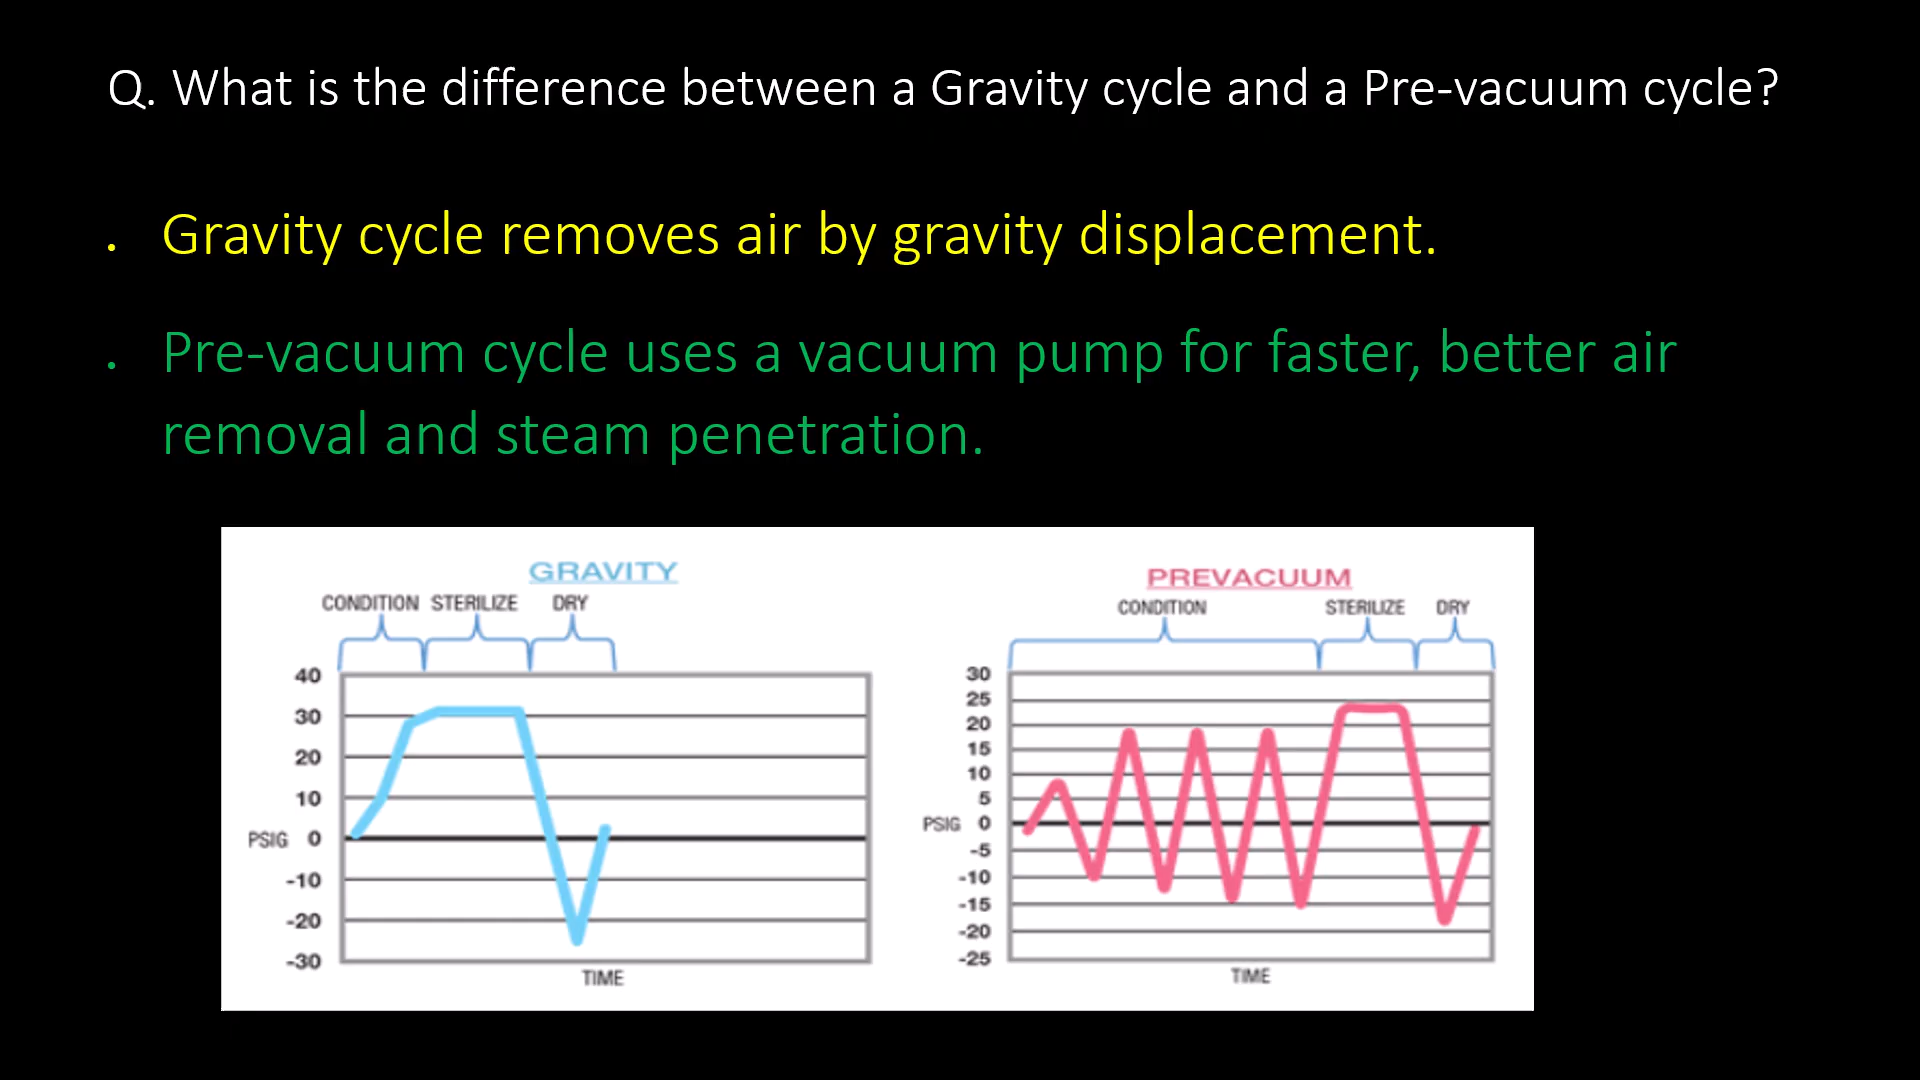 Q. What is the difference between a Gravity cycle and a Pre-vacuum cycle?
• Gravity cycle removes air by gravity displacement.
• Pre-vacuum cycle uses a vacuum pump for faster, better air
removal and steam penetration.
GRAVITY
CONDITION STERILIZE DRY
40
30
20
10
PSIG 0
-10
-20
-30
TIME
PREVACUUM
CONDITION STERILIZE DRY
30
25
20
15
10
5
PSIG 0
-5
-10
-15
-20
-25
TIME